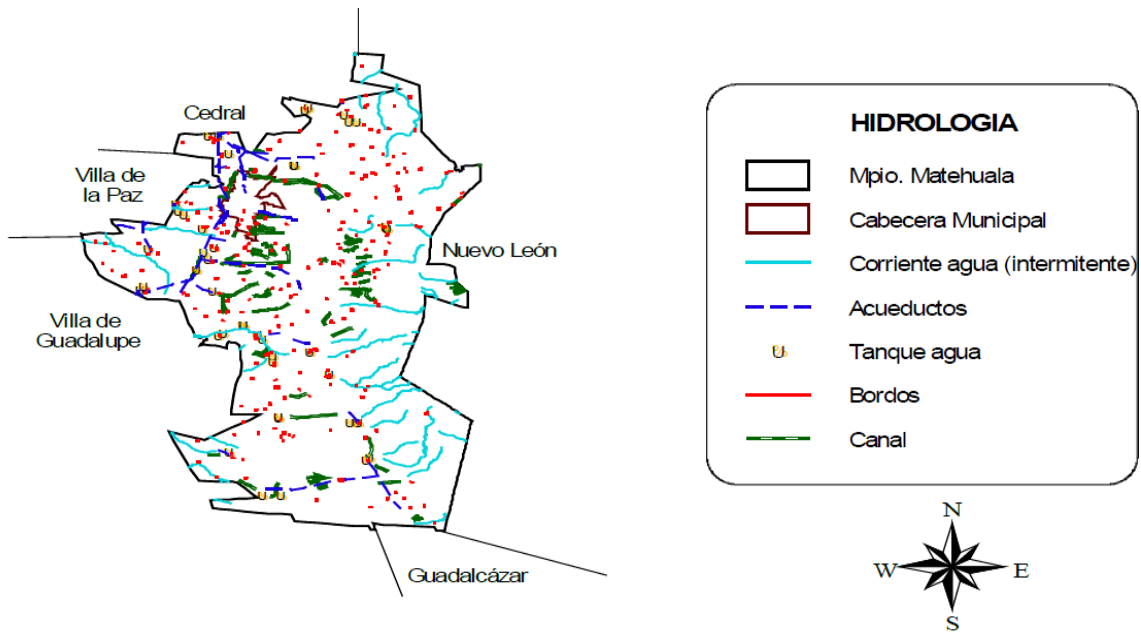 Cedral
Villa de
la Paz
Nuevo León
Villa de
Guadalupe
Guadalcázar
HIDROLOGIA
Mpio. Matehuala
Cabecera Municipal
Corriente agua (intermitente)
Acueductos
Tanque agua
Bordos
Canal
N
W
E
S